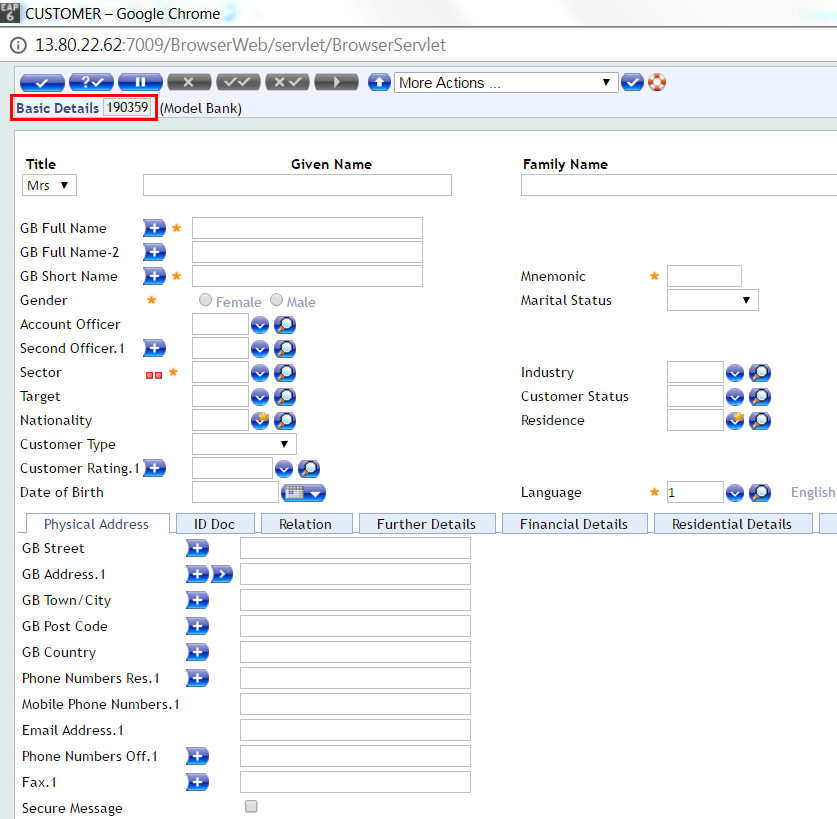 EAP 6 CUSTOMER – Google Chrome
13.80.22.62:7009/BrowserWeb/servlet/BrowserServlet
More Actions ...
Basic Details 190359 (Model Bank)
Title Given Name Family Name
Mrs
GB Full Name *
GB Full Name-2
GB Short Name * Mnemonic *
Gender * Female Male Marital Status
Account Officer
Second Officer.1
Sector * Industry
Target Customer Status
Nationality Residence
Customer Type
Customer Rating.1
Date of Birth Language * 1 English
Physical Address ID Doc Relation Further Details Financial Details Residential Details
GB Street
GB Address.1
GB Town/City
GB Post Code
GB Country
Phone Numbers Res.1
Mobile Phone Numbers.1
Email Address.1
Phone Numbers Off.1
Fax.1
Secure Message